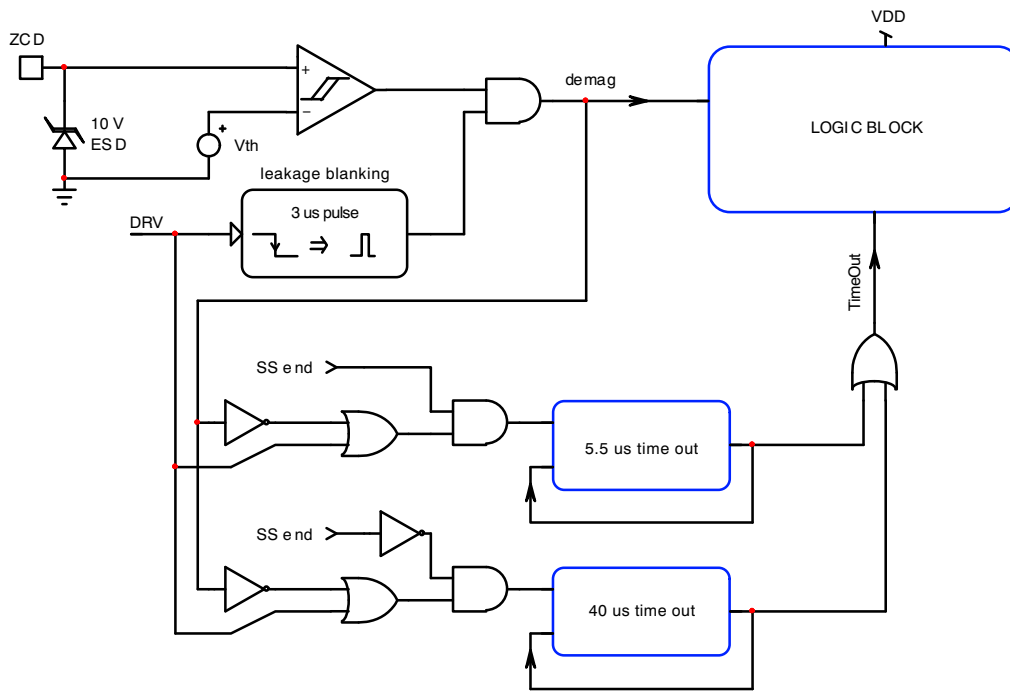 VDD
ZCD
+
demag
10 V
ESD
+
−
Vth
LOGIC BLOCK
leakage blanking
3 us pulse
DRV
TimeOut
SS end
5.5 us time out
SS end
40 us time out